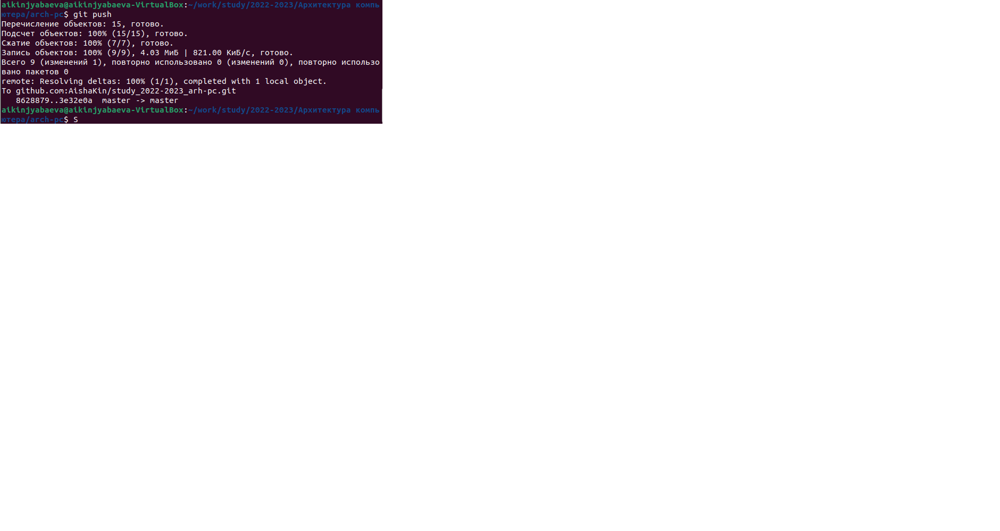 aikinjyabaeva@aikinjyabaeva-VirtualBox:~/work/study/2022-2023/Архитектура компь
ютера/arch-pc$ git push
Перечисление объектов: 15, готово.
Подсчет объектов: 100% (15/15), готово.
Сжатие объектов: 100% (7/7), готово.
Запись объектов: 100% (9/9), 4.03 МиБ | 821.00 КиБ/с, готово.
Всего 9 (изменений 1), повторно использовано 0 (изменений 0), повторно использо
вано пакетов 0
remote: Resolving deltas: 100% (1/1), completed with 1 local object.
To github.com:AishaKin/study_2022-2023_arh-pc.git
   8628879..3e32e0a  master -> master
aikinjyabaeva@aikinjyabaeva-VirtualBox:~/work/study/2022-2023/Архитектура компь
ютера/arch-pc$ S